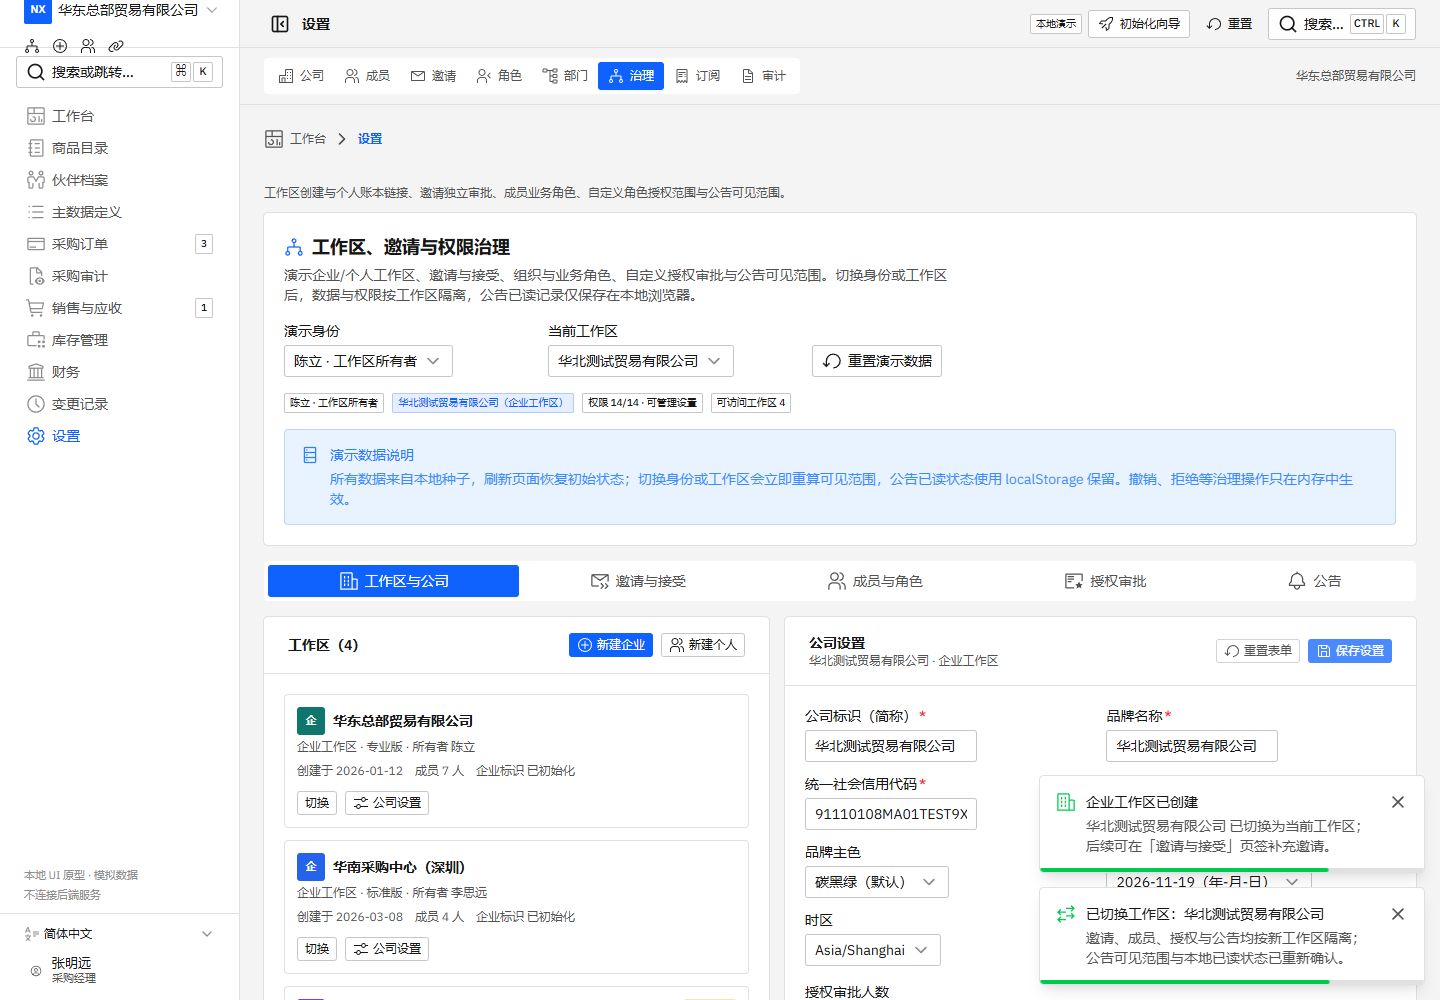 NX 华东总部贸易有限公司
搜索或跳转... ⌘ K
工作台
商品目录
伙伴档案
主数据定义
采购订单 3
采购审计
销售与应收 1
库存管理
财务
变更记录
设置
本地 UI 原型 · 模拟数据
不连接后端服务
简体中文
张明远
采购经理
设置
本地演示 初始化向导 重置 搜索... CTRL K
公司 成员 邀请 角色 部门 治理 订阅 审计
华东总部贸易有限公司
工作台 设置
工作区创建与个人账本链接、邀请独立审批、成员业务角色、自定义角色授权范围与公告可见范围。
工作区、邀请与权限治理
演示企业/个人工作区、邀请与接受、组织与业务角色、自定义授权审批与公告可见范围。切换身份或工作区
后，数据与权限按工作区隔离，公告已读记录仅保存在本地浏览器。
演示身份 当前工作区
陈立 · 工作区所有者 华北测试贸易有限公司 重置演示数据
陈立 · 工作区所有者 华北测试贸易有限公司（企业工作区） 权限 14/14 · 可管理设置 可访问工作区 4
演示数据说明
所有数据来自本地种子，刷新页面恢复初始状态；切换身份或工作区会立即重算可见范围，公告已读状态使用 localStorage 保留。撤销、拒绝等治理操作只在内存中生
效。
工作区与公司 邀请与接受 成员与角色 授权审批 公告
工作区（4） 新建企业 新建个人
企 华东总部贸易有限公司
企业工作区 · 专业版 · 所有者 陈立
创建于 2026-01-12 成员 7 人 企业标识 已初始化
切换 公司设置
企 华南采购中心（深圳）
企业工作区 · 标准版 · 所有者 李思远
创建于 2026-03-08 成员 4 人 企业标识 已初始化
切换 公司设置
公司设置
华北测试贸易有限公司 · 企业工作区
重置表单 保存设置
公司标识（简称）* 品牌名称*
华北测试贸易有限公司 华北测试贸易有限公司
统一社会信用代码*
91110108MA01TEST9X
品牌主色
碳黑绿（默认） 2026-11-19（年-月-日）
时区
Asia/Shanghai
授权审批人数
企业工作区已创建
华北测试贸易有限公司 已切换为当前工作区；
后续可在「邀请与接受」页签补充邀请。
已切换工作区：华北测试贸易有限公司
邀请、成员、授权与公告均按新工作区隔离；
公告可见范围与本地已读状态已重新确认。